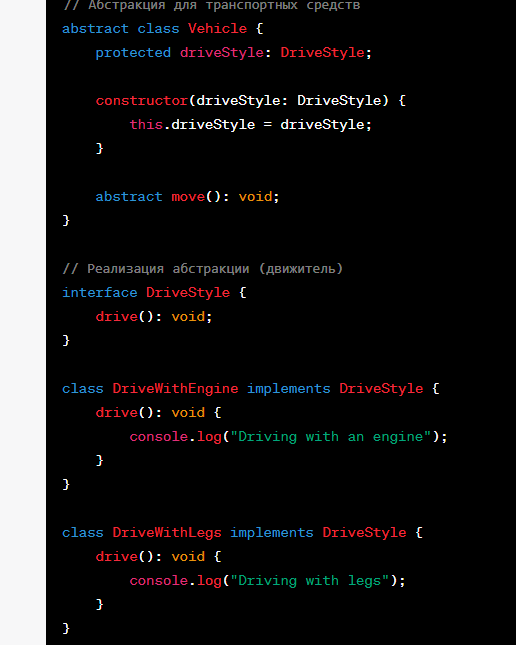 // Абстракция для транспортных средств
abstract class Vehicle {
    protected driveStyle: DriveStyle;

    constructor(driveStyle: DriveStyle) {
        this.driveStyle = driveStyle;
    }

    abstract move(): void;
}

// Реализация абстракции (движитель)
interface DriveStyle {
    drive(): void;
}

class DriveWithEngine implements DriveStyle {
    drive(): void {
        console.log("Driving with an engine");
    }
}

class DriveWithLegs implements DriveStyle {
    drive(): void {
        console.log("Driving with legs");
    }
}